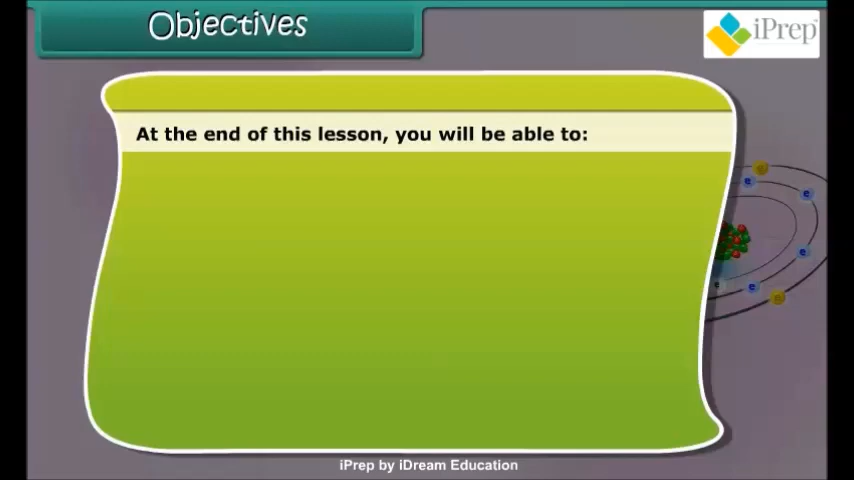 Objectives
iPrep
At the end of this lesson, you will be able to:
e
e
e
e
e
iPrep by iDream Education